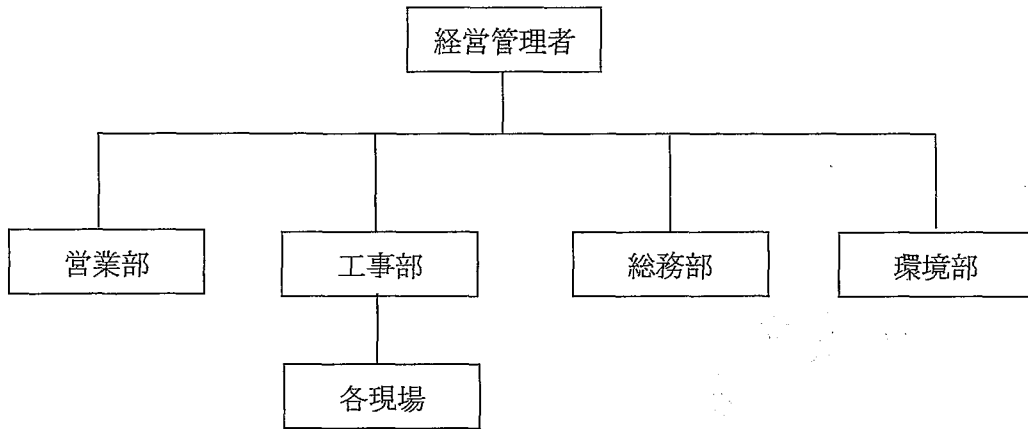 経営管理者
営業部
工事部
総務部
環境部
各現場